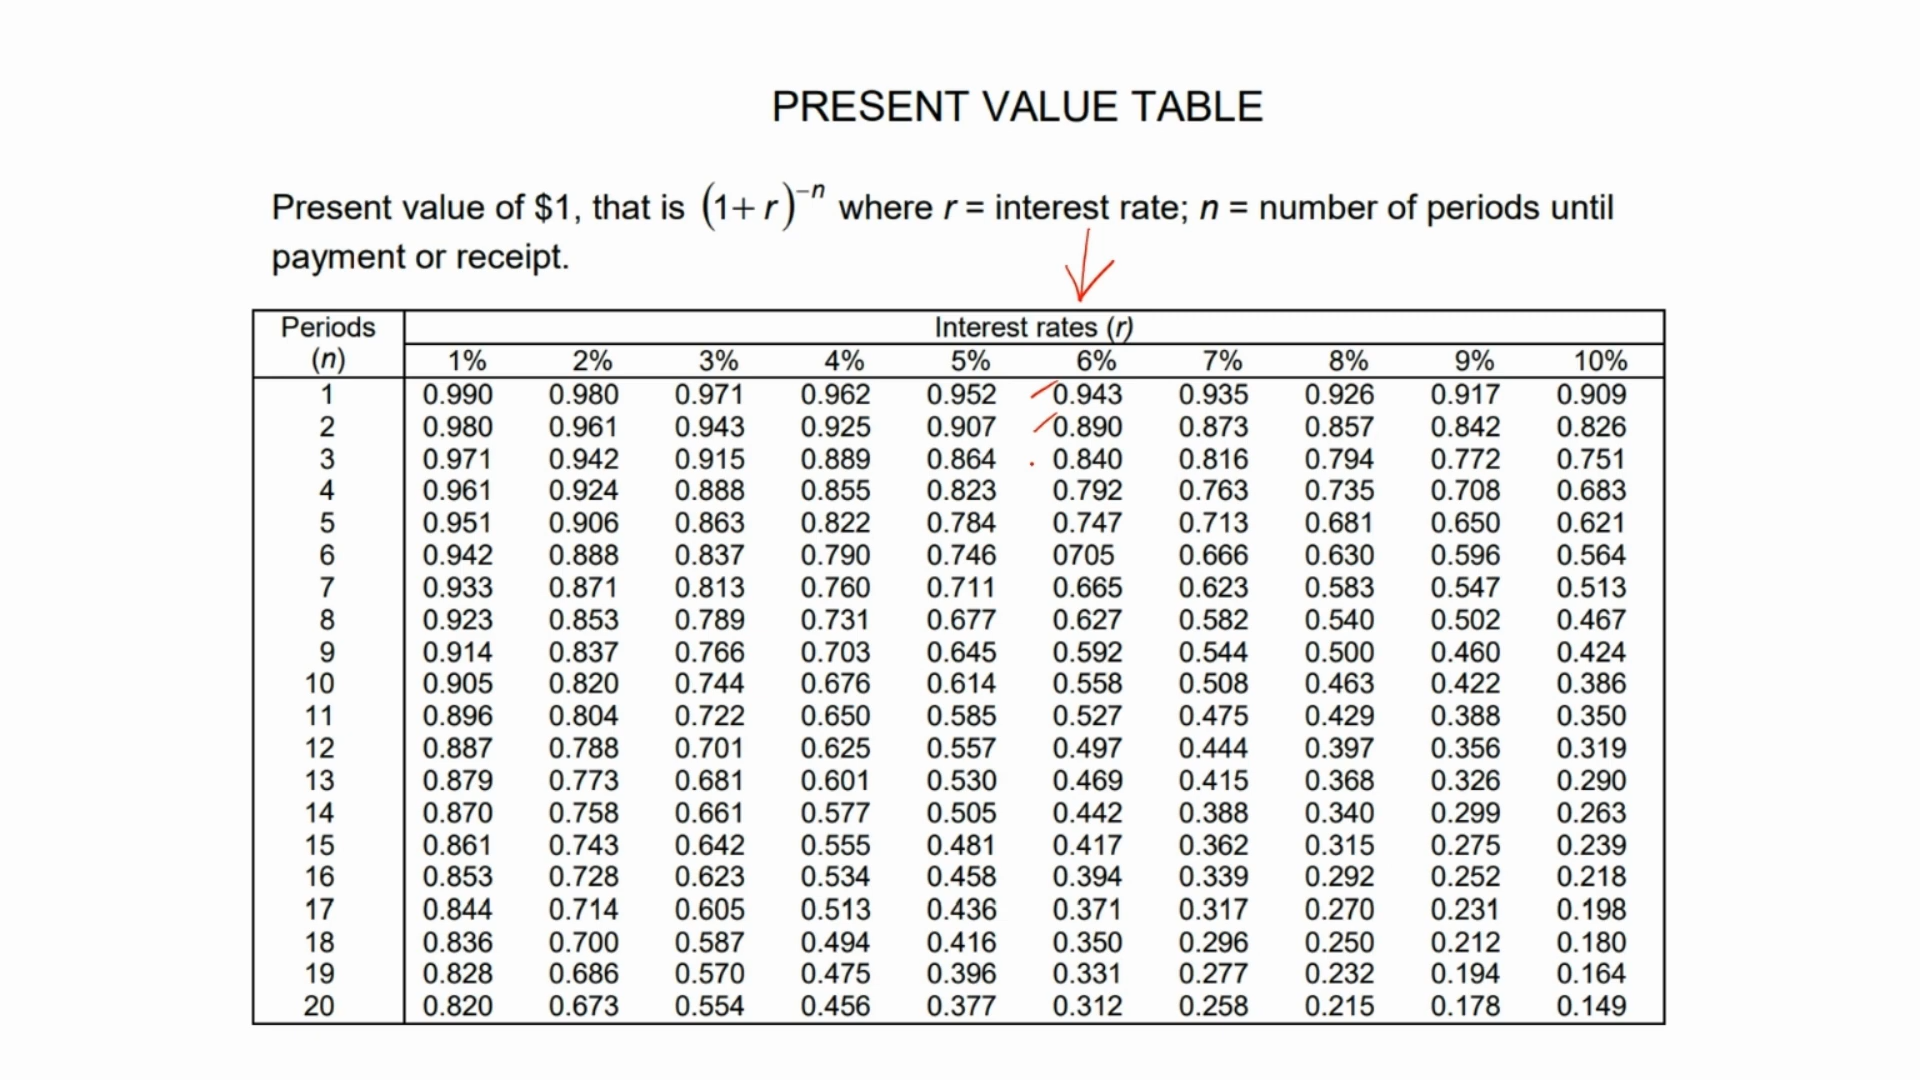 PRESENT VALUE TABLE
Present value of $1, that is (1+r)⁻ⁿ where r = interest rate; n = number of periods until
payment or receipt.
Periods Interest rates (r)
(n) 1% 2% 3% 4% 5% 6% 7% 8% 9% 10%
1 0.990 0.980 0.971 0.962 0.952 0.943 0.935 0.926 0.917 0.909
2 0.980 0.961 0.943 0.925 0.907 0.890 0.873 0.857 0.842 0.826
3 0.971 0.942 0.915 0.889 0.864 0.840 0.816 0.794 0.772 0.751
4 0.961 0.924 0.888 0.855 0.823 0.792 0.763 0.735 0.708 0.683
5 0.951 0.906 0.863 0.822 0.784 0.747 0.713 0.681 0.650 0.621
6 0.942 0.888 0.837 0.790 0.746 0705 0.666 0.630 0.596 0.564
7 0.933 0.871 0.813 0.760 0.711 0.665 0.623 0.583 0.547 0.513
8 0.923 0.853 0.789 0.731 0.677 0.627 0.582 0.540 0.502 0.467
9 0.914 0.837 0.766 0.703 0.645 0.592 0.544 0.500 0.460 0.424
10 0.905 0.820 0.744 0.676 0.614 0.558 0.508 0.463 0.422 0.386
11 0.896 0.804 0.722 0.650 0.585 0.527 0.475 0.429 0.388 0.350
12 0.887 0.788 0.701 0.625 0.557 0.497 0.444 0.397 0.356 0.319
13 0.879 0.773 0.681 0.601 0.530 0.469 0.415 0.368 0.326 0.290
14 0.870 0.758 0.661 0.577 0.505 0.442 0.388 0.340 0.299 0.263
15 0.861 0.743 0.642 0.555 0.481 0.417 0.362 0.315 0.275 0.239
16 0.853 0.728 0.623 0.534 0.458 0.394 0.339 0.292 0.252 0.218
17 0.844 0.714 0.605 0.513 0.436 0.371 0.317 0.270 0.231 0.198
18 0.836 0.700 0.587 0.494 0.416 0.350 0.296 0.250 0.212 0.180
19 0.828 0.686 0.570 0.475 0.396 0.331 0.277 0.232 0.194 0.164
20 0.820 0.673 0.554 0.456 0.377 0.312 0.258 0.215 0.178 0.149